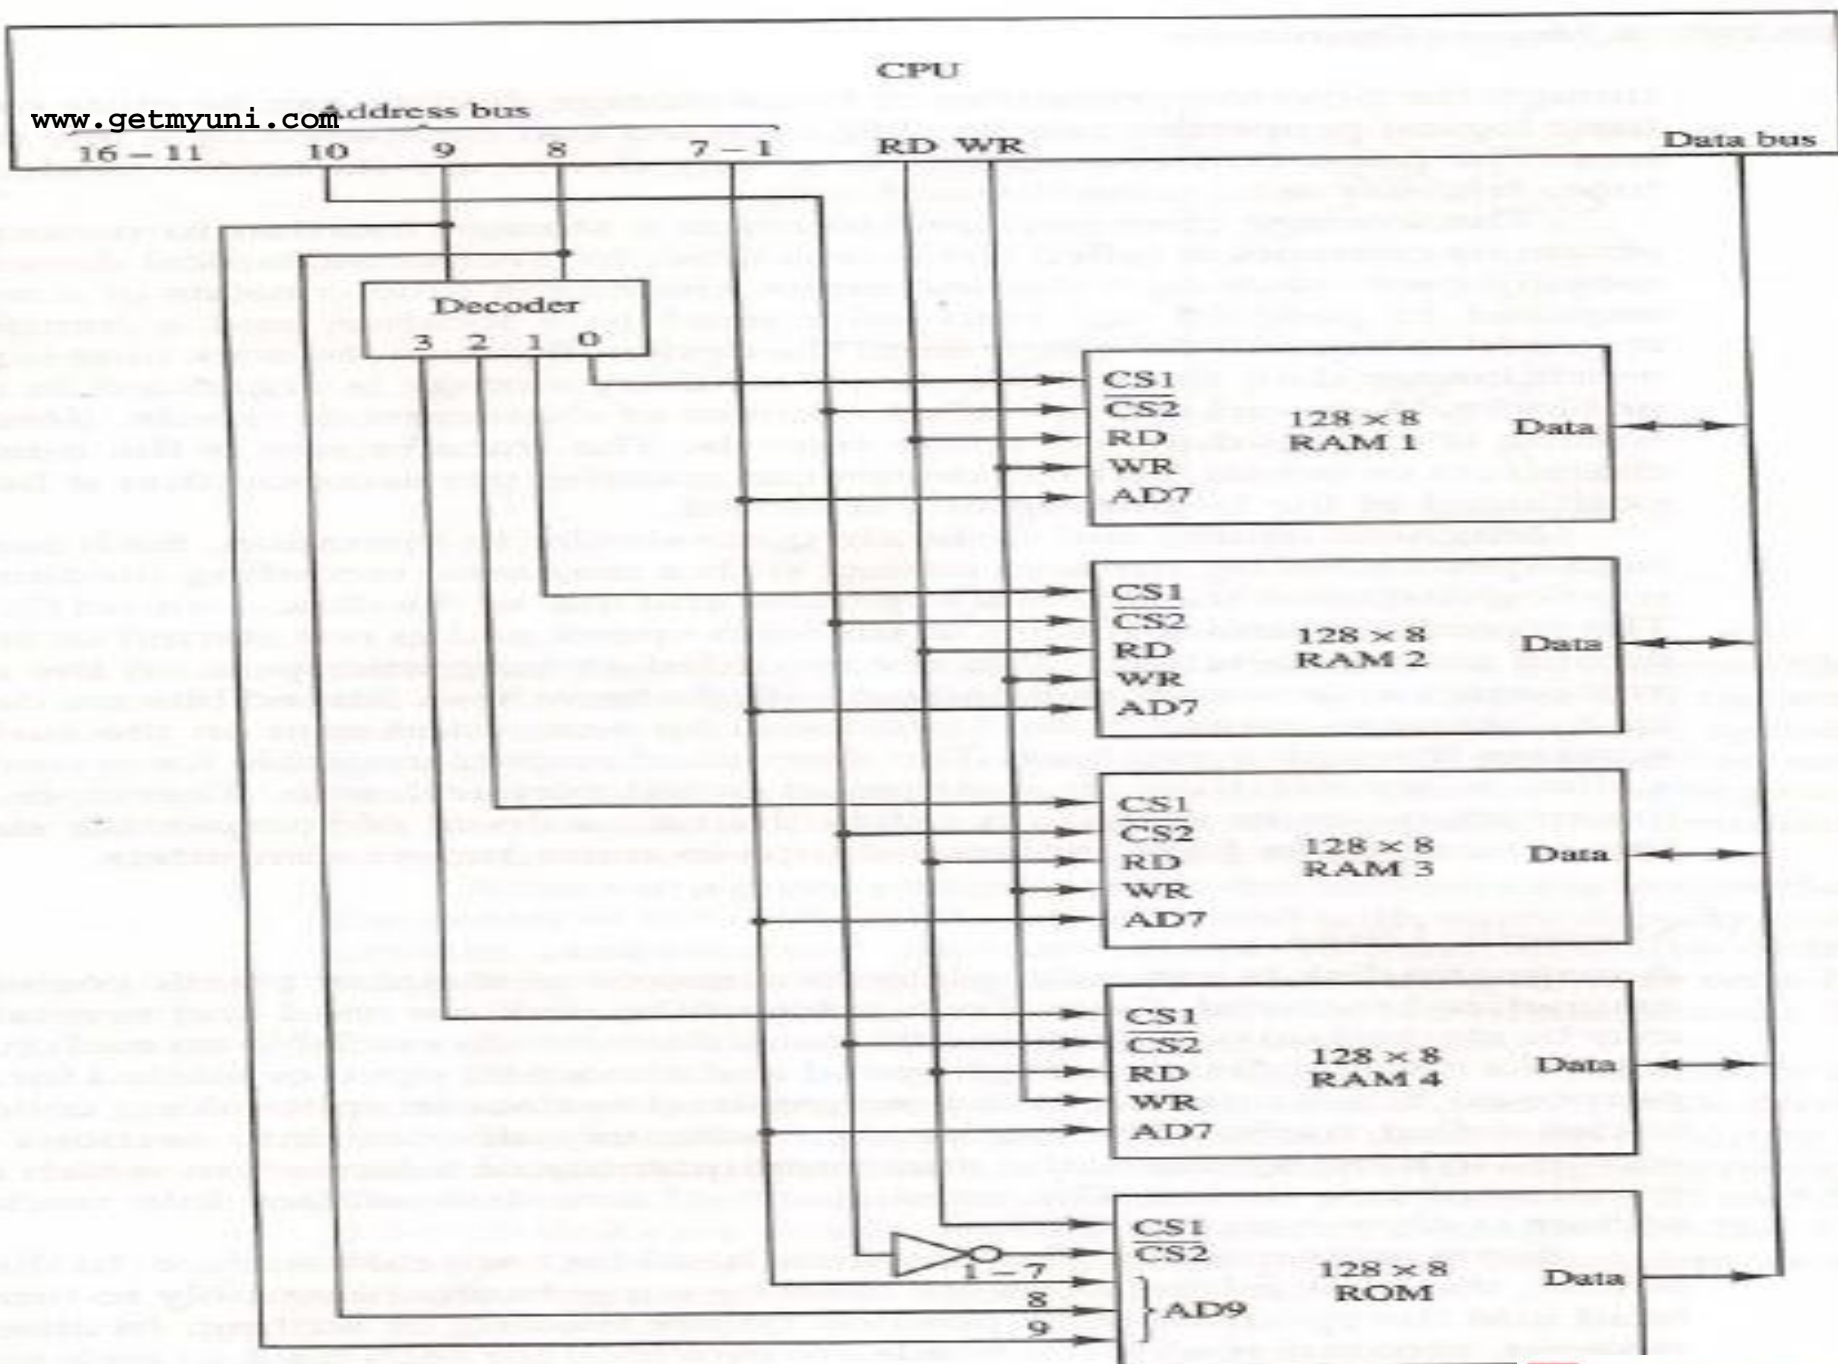 CPU
www.getmyuni.com
Address bus
16 – 11 10 9 8 7 – 1 RD WR Data bus
Decoder
3 2 1 0
CS1
CS2
RD
WR
AD7
128 × 8
RAM 1
Data
CS1
CS2
RD
WR
AD7
128 × 8
RAM 2
Data
CS1
CS2
RD
WR
AD7
128 × 8
RAM 3
Data
CS1
CS2
RD
WR
AD7
128 × 8
RAM 4
Data
CS1
CS2
1 – 7
8
9
AD9
128 × 8
ROM
Data